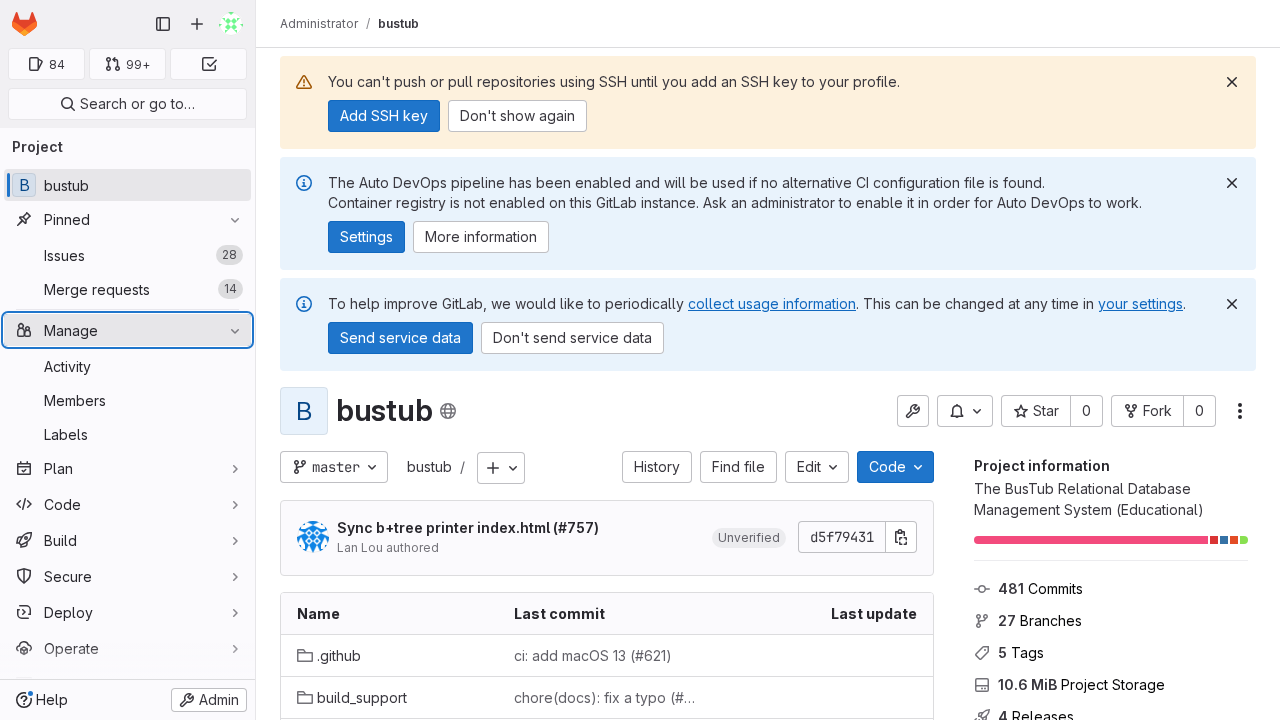 Administrator / bustub
84
99+
Search or go to…
Project
B bustub
Pinned
Issues 28
Merge requests 14
Manage
Activity
Members
Labels
Plan
Code
Build
Secure
Deploy
Operate
Help
Admin
You can't push or pull repositories using SSH until you add an SSH key to your profile.
Add SSH key
Don't show again
The Auto DevOps pipeline has been enabled and will be used if no alternative CI configuration file is found.
Container registry is not enabled on this GitLab instance. Ask an administrator to enable it in order for Auto DevOps to work.
Settings
More information
To help improve GitLab, we would like to periodically collect usage information. This can be changed at any time in your settings.
Send service data
Don't send service data
B bustub
Star 0
Fork 0
master
bustub /
History
Find file
Edit
Code
Sync b+tree printer index.html (#757)
Lan Lou authored
Unverified
d5f79431
Name Last commit Last update
.github ci: add macOS 13 (#621)
build_support chore(docs): fix a typo (#…
Project information
The BusTub Relational Database
Management System (Educational)
481 Commits
27 Branches
5 Tags
10.6 MiB Project Storage
4 Releases